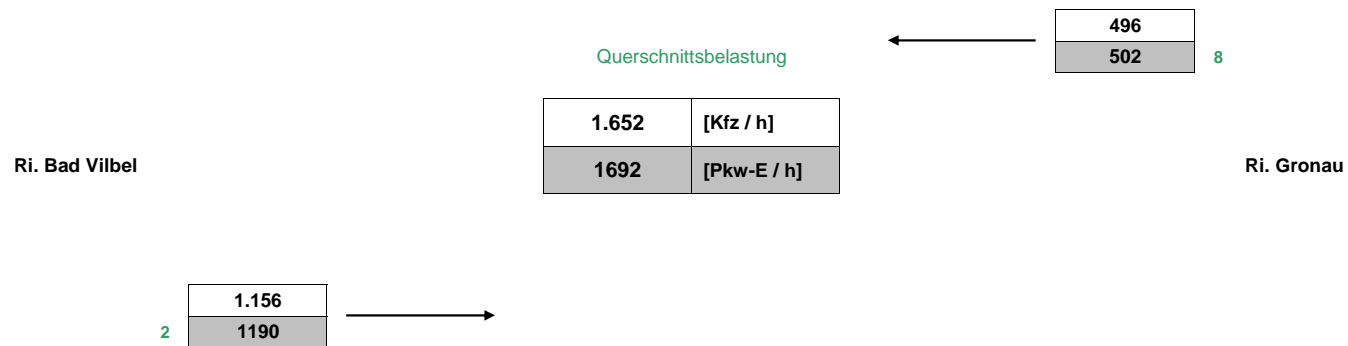 496
Querschnittsbelastung
502 8
1.652 [Kfz / h]
Ri. Bad Vilbel
1692 [Pkw-E / h]
Ri. Gronau
1.156
2 1190